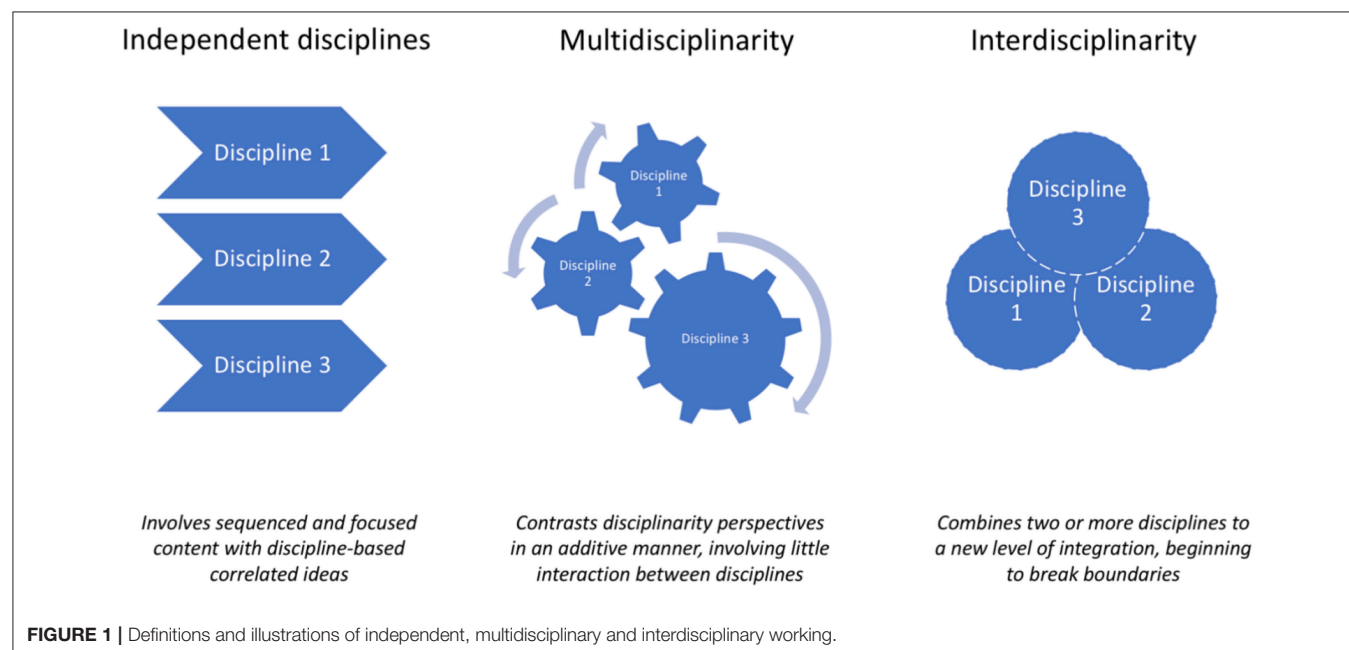 Independent disciplines
Discipline 1
Discipline 2
Discipline 3
Involves sequenced and focused
content with discipline-based
correlated ideas
Multidisciplinarity
Discipline
1
Discipline
2
Discipline 3
Contrasts disciplinarity perspectives
in an additive manner, involving little
interaction between disciplines
Interdisciplinarity
Discipline
3
Discipline
1
Discipline
2
Combines two or more disciplines to
a new level of integration, beginning
to break boundaries
FIGURE 1 | Definitions and illustrations of independent, multidisciplinary and interdisciplinary working.